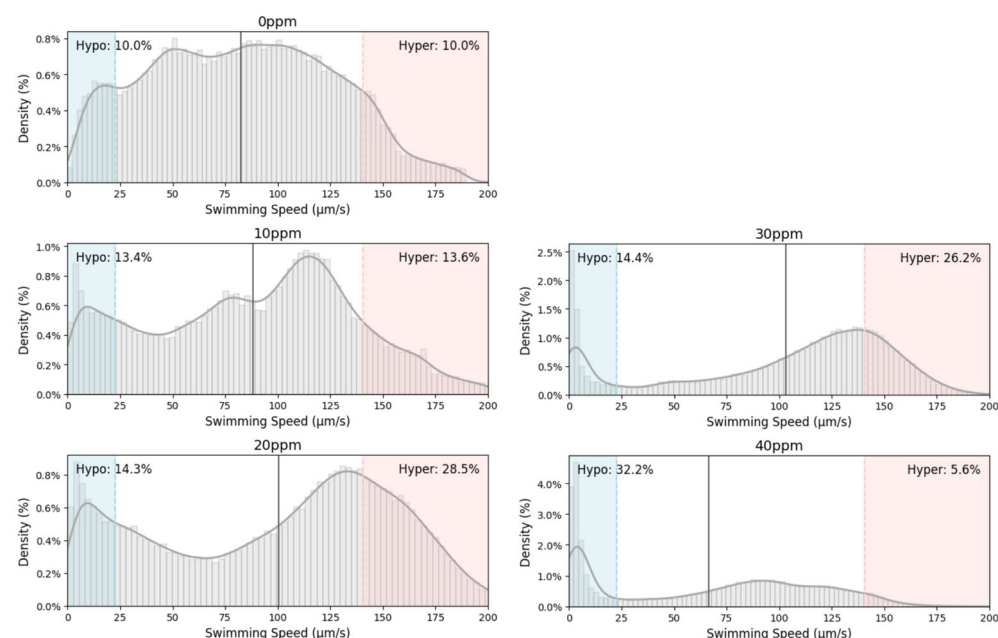 0ppm
Hypo: 10.0%
Hyper: 10.0%
Density (%)
0.8%
0.6%
0.4%
0.2%
0.0%
0 25 50 75 100 125 150 175 200
Swimming Speed (μm/s)
10ppm
Hypo: 13.4%
Hyper: 13.6%
Density (%)
1.0%
0.8%
0.6%
0.4%
0.2%
0.0%
0 25 50 75 100 125 150 175 200
Swimming Speed (μm/s)
30ppm
Hypo: 14.4%
Hyper: 26.2%
Density (%)
2.5%
2.0%
1.5%
1.0%
0.5%
0.0%
0 25 50 75 100 125 150 175 200
Swimming Speed (μm/s)
20ppm
Hypo: 14.3%
Hyper: 28.5%
Density (%)
0.8%
0.6%
0.4%
0.2%
0.0%
0 25 50 75 100 125 150 175 200
Swimming Speed (μm/s)
40ppm
Hypo: 32.2%
Hyper: 5.6%
Density (%)
4.0%
3.0%
2.0%
1.0%
0.0%
0 25 50 75 100 125 150 175 200
Swimming Speed (μm/s)